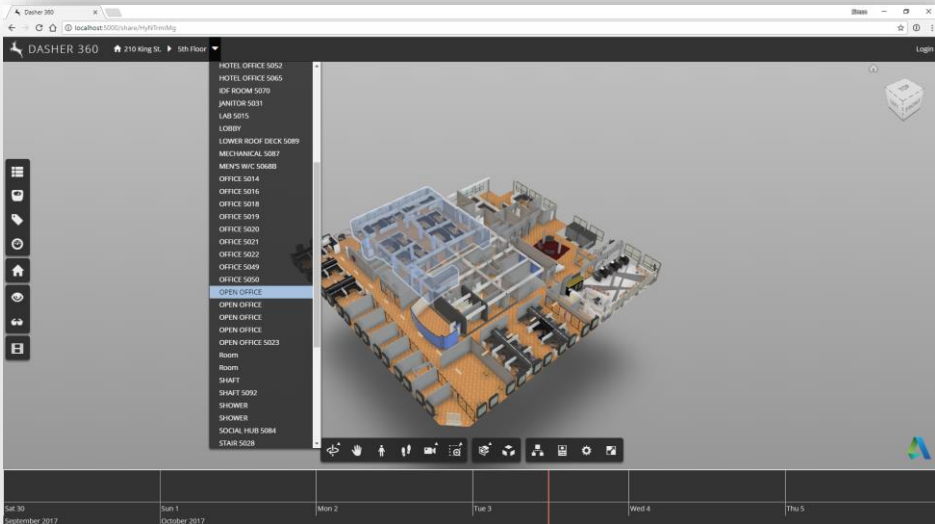 Dasher 360
localhost:5000/share/HyNTrmiMg
DASHER 360 210 King St. 5th Floor
Login
HOTEL OFFICE 5052
HOTEL OFFICE 5065
IDF ROOM 5070
JANITOR 5031
LAB 5015
LOBBY
LOWER ROOF DECK 5089
MECHANICAL 5087
MEN'S W/C 5068B
OFFICE 5014
OFFICE 5016
OFFICE 5018
OFFICE 5019
OFFICE 5020
OFFICE 5021
OFFICE 5022
OFFICE 5049
OFFICE 5050
OPEN OFFICE
OPEN OFFICE
OPEN OFFICE
OPEN OFFICE
OPEN OFFICE 5023
Room
Room
SHAFT
SHAFT 5092
SHOWER
SHOWER
SOCIAL HUB 5084
STAIR 5028
TOP
FRONT
Sat 30 Sun 1 Mon 2 Tue 3 Wed 4 Thu 5
September 2017 October 2017